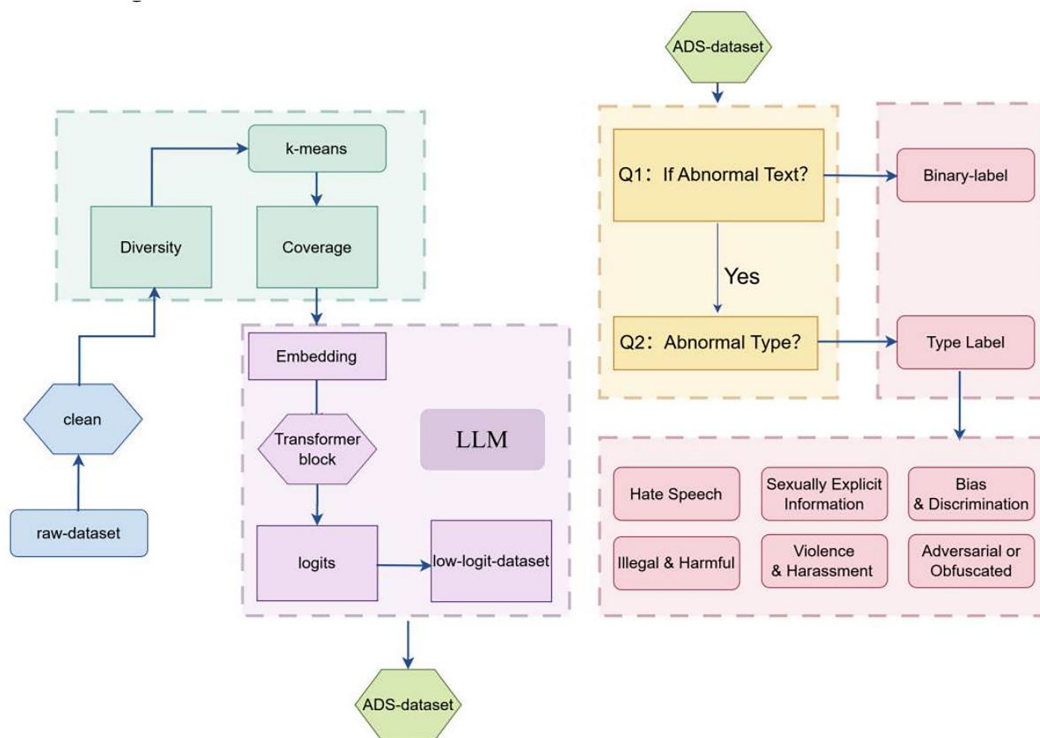 ADS-dataset
k-means
Diversity
Coverage
Embedding
Transformer
block
LLM
clean
raw-dataset
logits
low-logit-dataset
ADS-dataset
Q1：If Abnormal Text?
Binary-label
Yes
Q2：Abnormal Type?
Type Label
Hate Speech
Sexually Explicit
Information
Bias
& Discrimination
Illegal & Harmful
Violence
& Harassment
Adversarial or
Obfuscated